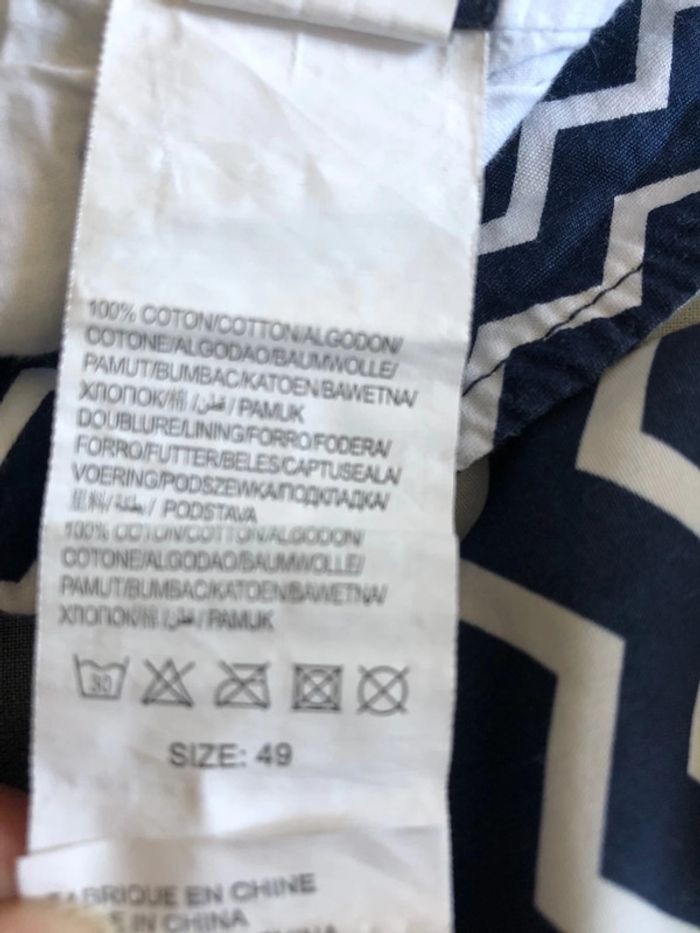 100% COTON/COTTON/ALGODON/
COTONE/ALGODAO/BAUMWOLLE/
PAMUT/BUMBAC/KATOEN/BAWEŁNA/
ХЛОПОК/棉/قطن/PAMUK
DOUBLURE/LINING/FORRO/FODERA/
FORRO/FUTTER/BELES/CAPTUSEALA/
VOERING/PODSZEWKA/ПОДКЛАДКА/
里料/بطانة/ PODSTAVA
100% COTON/COTTON/ALGODON/
COTONE/ALGODAO/BAUMWOLLE/
PAMUT/BUMBAC/KATOEN/BAWEŁNA/
ХЛОПОК/棉/قطن/PAMUK
30
SIZE: 49
FABRIQUE EN CHINE
IN CHINA